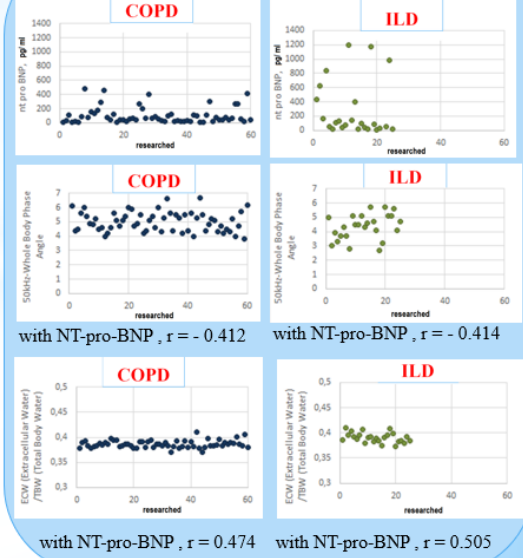 COPD
nt pro BNP, pg/ ml
1400
1200
1000
800
600
400
200
0
0 20 40 60
researched
ILD
nt pro BNP, pg/ ml
1400
1200
1000
800
600
400
200
0
0 20 40 60
researched
COPD
50kHz-Whole Body Phase
Angle
7
6
5
4
3
2
1
0
0 20 40 60
researched
ILD
50kHz-Whole Body Phase
Angle
7
6
5
4
3
2
1
0
0 20 40 60
researched
with NT-pro-BNP , r = - 0.412
with NT-pro-BNP , r = - 0.414
COPD
ECW (Extracellular Water)
/TBW (Total Body Water)
0,5
0,45
0,4
0,35
0,3
0 20 40 60
researched
ILD
ECW (Extracellular Water)
/TBW (Total Body Water)
0,5
0,45
0,4
0,35
0,3
0 20 40 60
researched
with NT-pro-BNP , r = 0.474
with NT-pro-BNP , r = 0.505